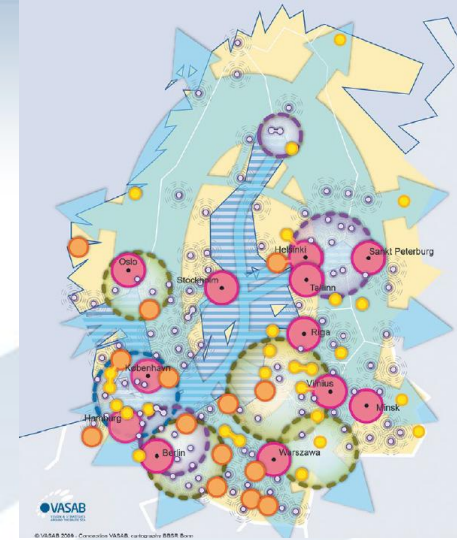 Oslo
Helsinki
Sankt Peterburg
Stockholm
Tallinn
Riga
København
Vilnius
Minsk
Hamburg
Berlin
Warszawa
VASAB
© VASAB 2009 - Conception VASAB, cartography BBSR Bonn